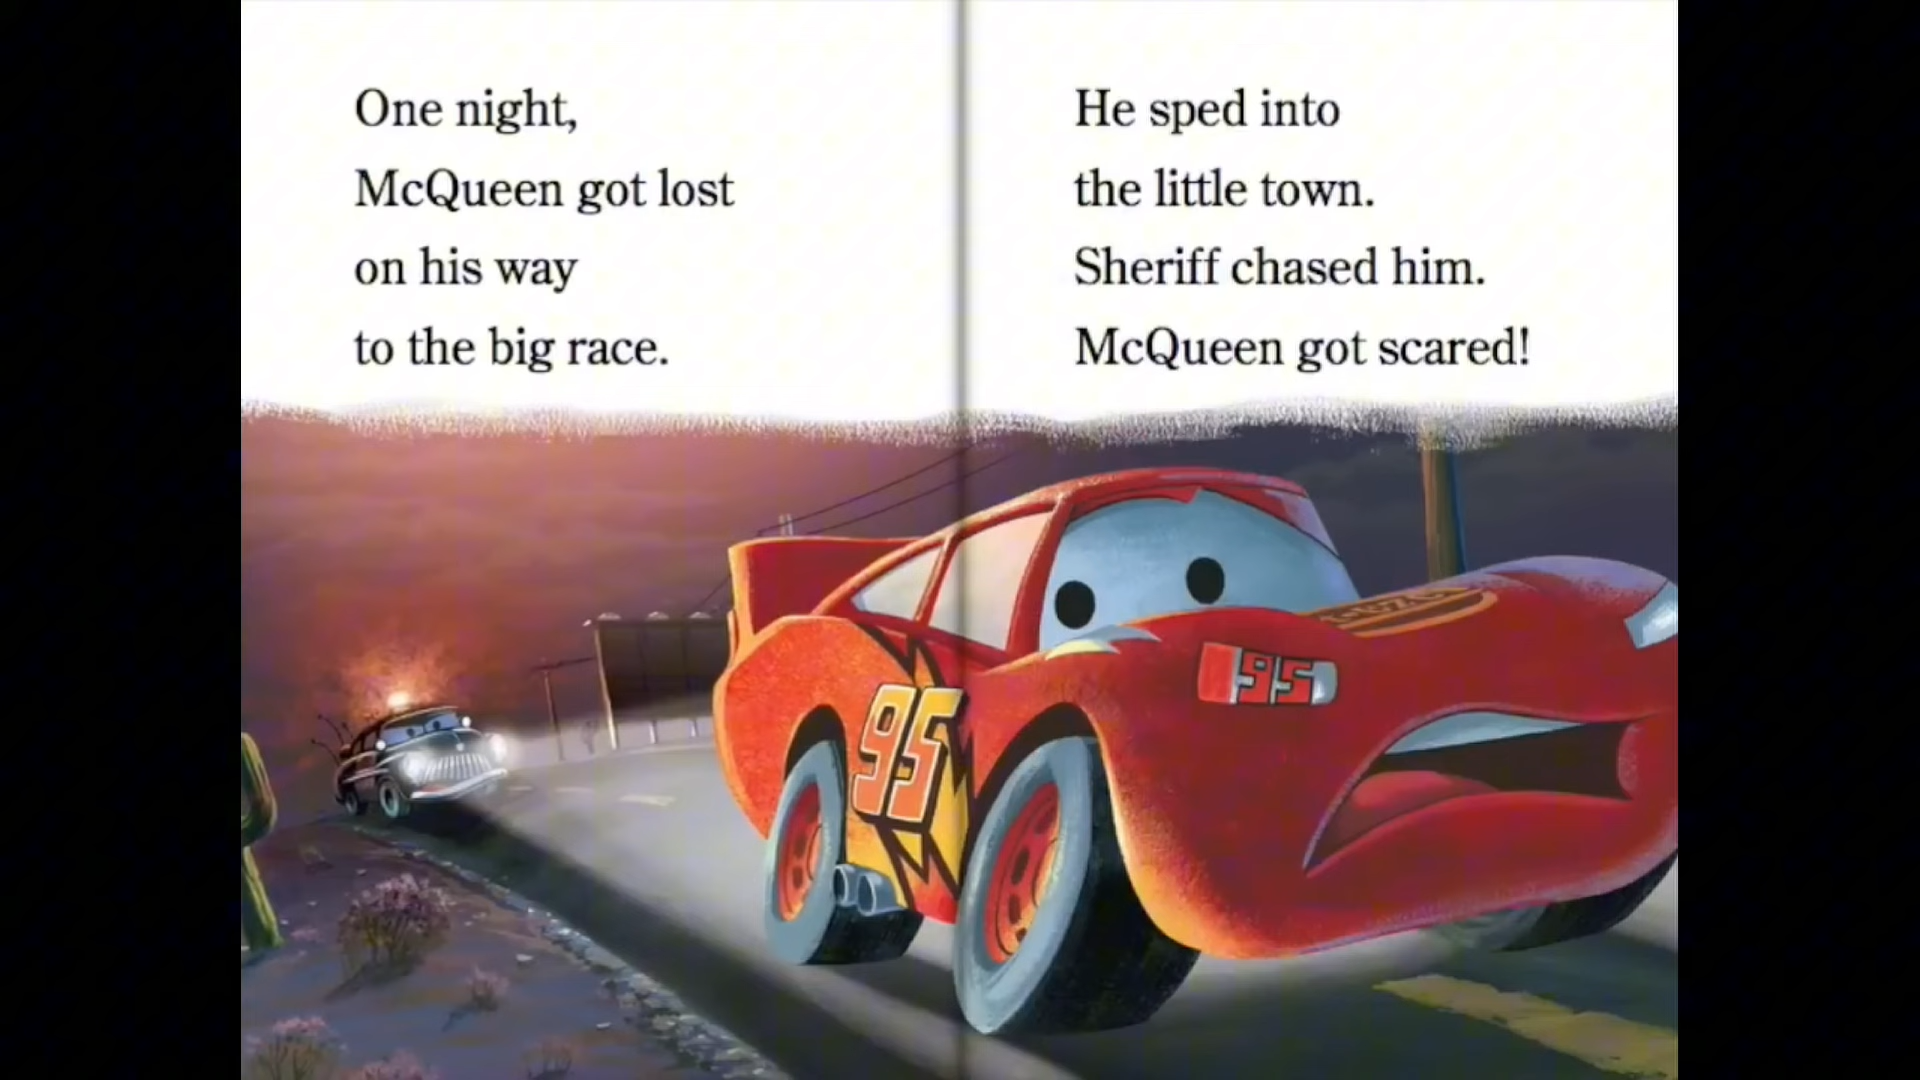 One night,
McQueen got lost
on his way
to the big race.
He sped into
the little town.
Sheriff chased him.
McQueen got scared!
95
95